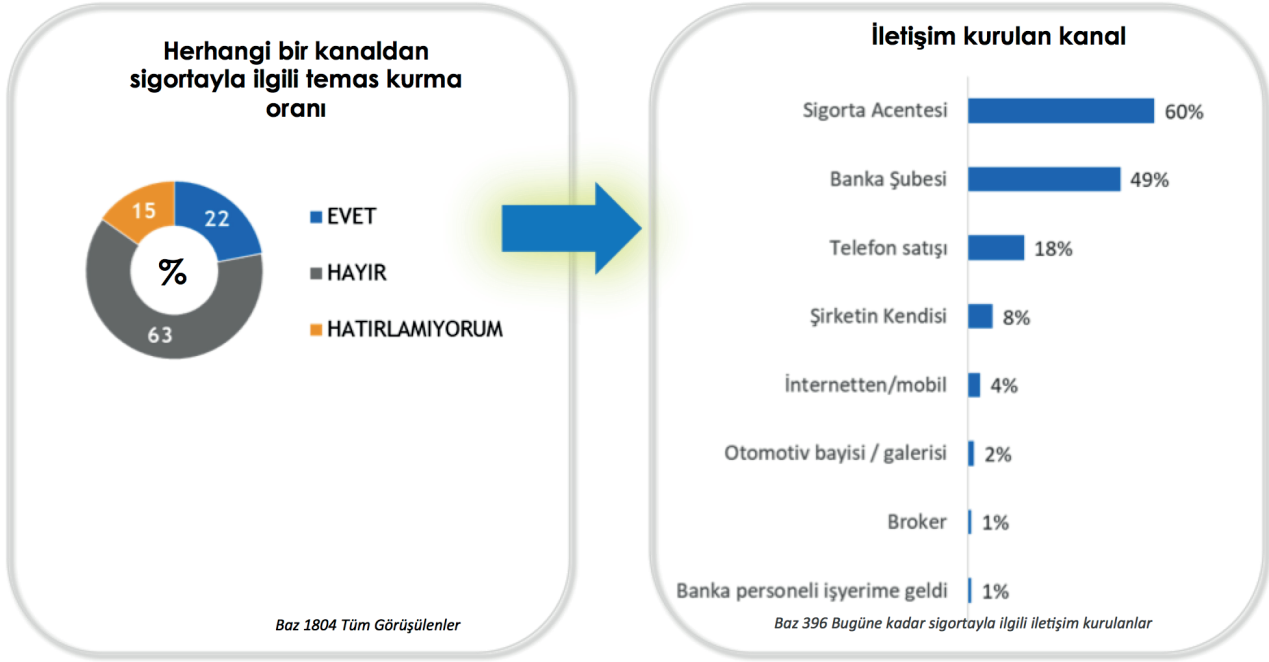 Herhangi bir kanaldan
sigortayla ilgili temas kurma
oranı
15
22
%
63
EVET
HAYIR
HATIRLAMIYORUM
Baz 1804 Tüm Görüşülenler
İletişim kurulan kanal
Sigorta Acentesi 60%
Banka Şubesi 49%
Telefon satışı 18%
Şirketin Kendisi 8%
İnternetten/mobil 4%
Otomotiv bayisi / galerisi 2%
Broker 1%
Banka personeli işyerime geldi 1%
Baz 396 Bugüne kadar sigortayla ilgili iletişim kurulanlar